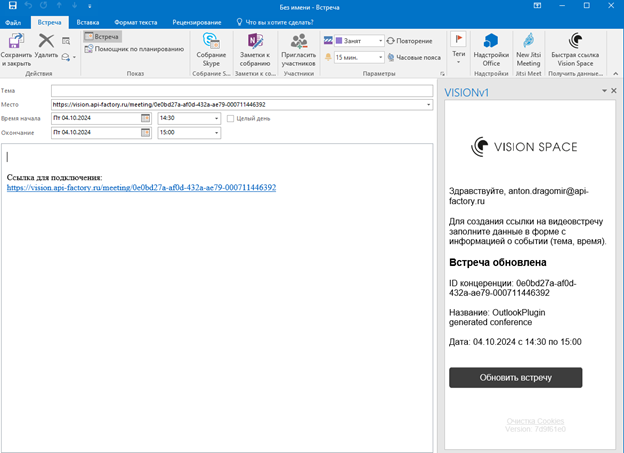 Без имени - Встреча
Файл Встреча Вставка Формат текста Рецензирование Что вы хотите сделать?
Сохранить и закрыть
Удалить
Действия
Встреча
Помощник по планированию
Показ
Собрание Skype
Собрание S...
Заметки к собранию
Заметки к со...
Пригласить участников
Участники
Занят
15 мин.
Повторение
Часовые пояса
Параметры
Теги
Надстройки Office
Надстройки
New Jitsi Meeting
Jitsi Meet
Быстрая ссылка Vision Space
Получить данные...
Тема
Место https://vision.api-factory.ru/meeting/0e0bd27a-af0d-432a-ae79-000711446392
Время начала Пт 04.10.2024 14:30 Целый день
Окончание Пт 04.10.2024 15:00
Ссылка для подключения:
https://vision.api-factory.ru/meeting/0e0bd27a-af0d-432a-ae79-000711446392
VISIONv1
VISION SPACE
Здравствуйте, anton.dragomir@api-
factory.ru
Для создания ссылки на видеовстречу
заполните данные в форме с
информацией о событии (тема, время).
Встреча обновлена
ID конценренции: 0e0bd27a-af0d-
432a-ae79-000711446392
Название: OutlookPlugin
generated conference
Дата: 04.10.2024 с 14:30 по 15:00
Обновить встречу
Очистка Cookies